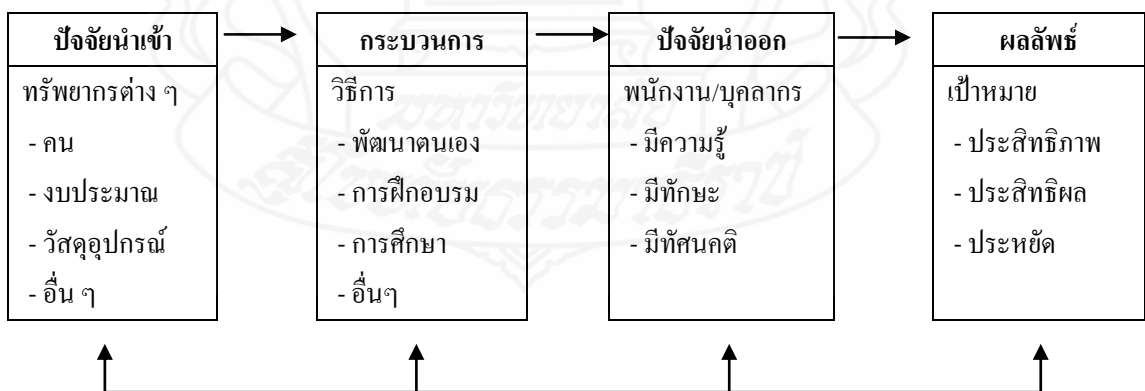 ปัจจัยนำเข้า
ทรัพยากรต่าง ๆ
- คน
- งบประมาณ
- วัสดุอุปกรณ์
- อื่น ๆ
กระบวนการ
วิธีการ
- พัฒนาตนเอง
- การฝึกอบรม
- การศึกษา
- อื่นๆ
ปัจจัยนำออก
พนักงาน/บุคลากร
- มีความรู้
- มีทักษะ
- มีทัศนคติ
ผลลัพธ์
เป้าหมาย
- ประสิทธิภาพ
- ประสิทธิผล
- ประหยัด